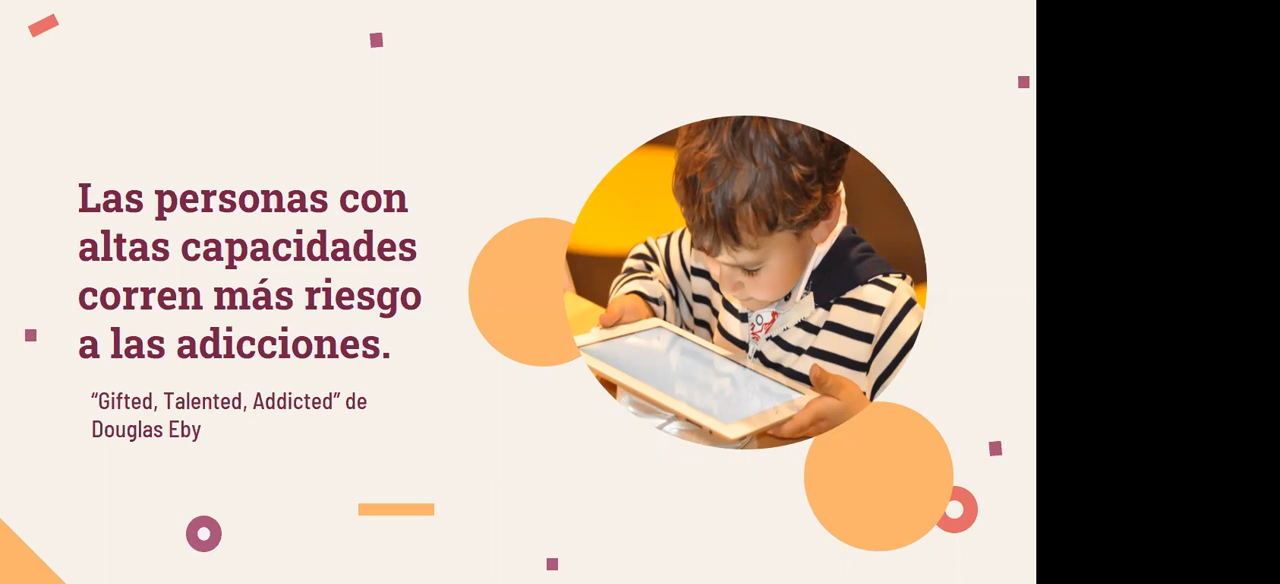 Las personas con
altas capacidades
corren más riesgo
a las adicciones.
“Gifted, Talented, Addicted” de
Douglas Eby